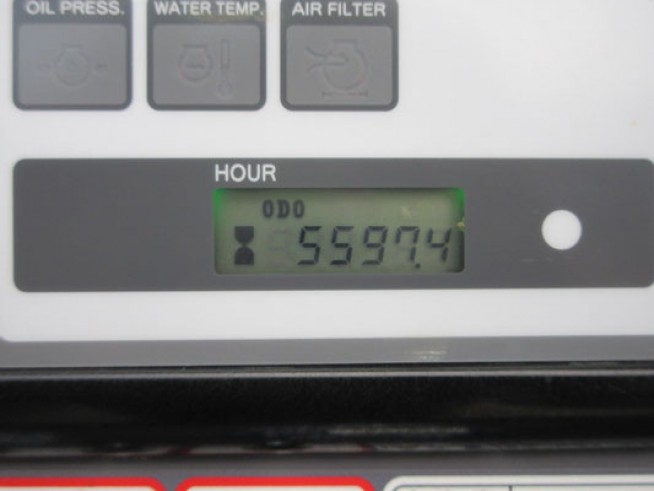 OIL PRESS. WATER TEMP. AIR FILTER
HOUR
ODO
5597.4